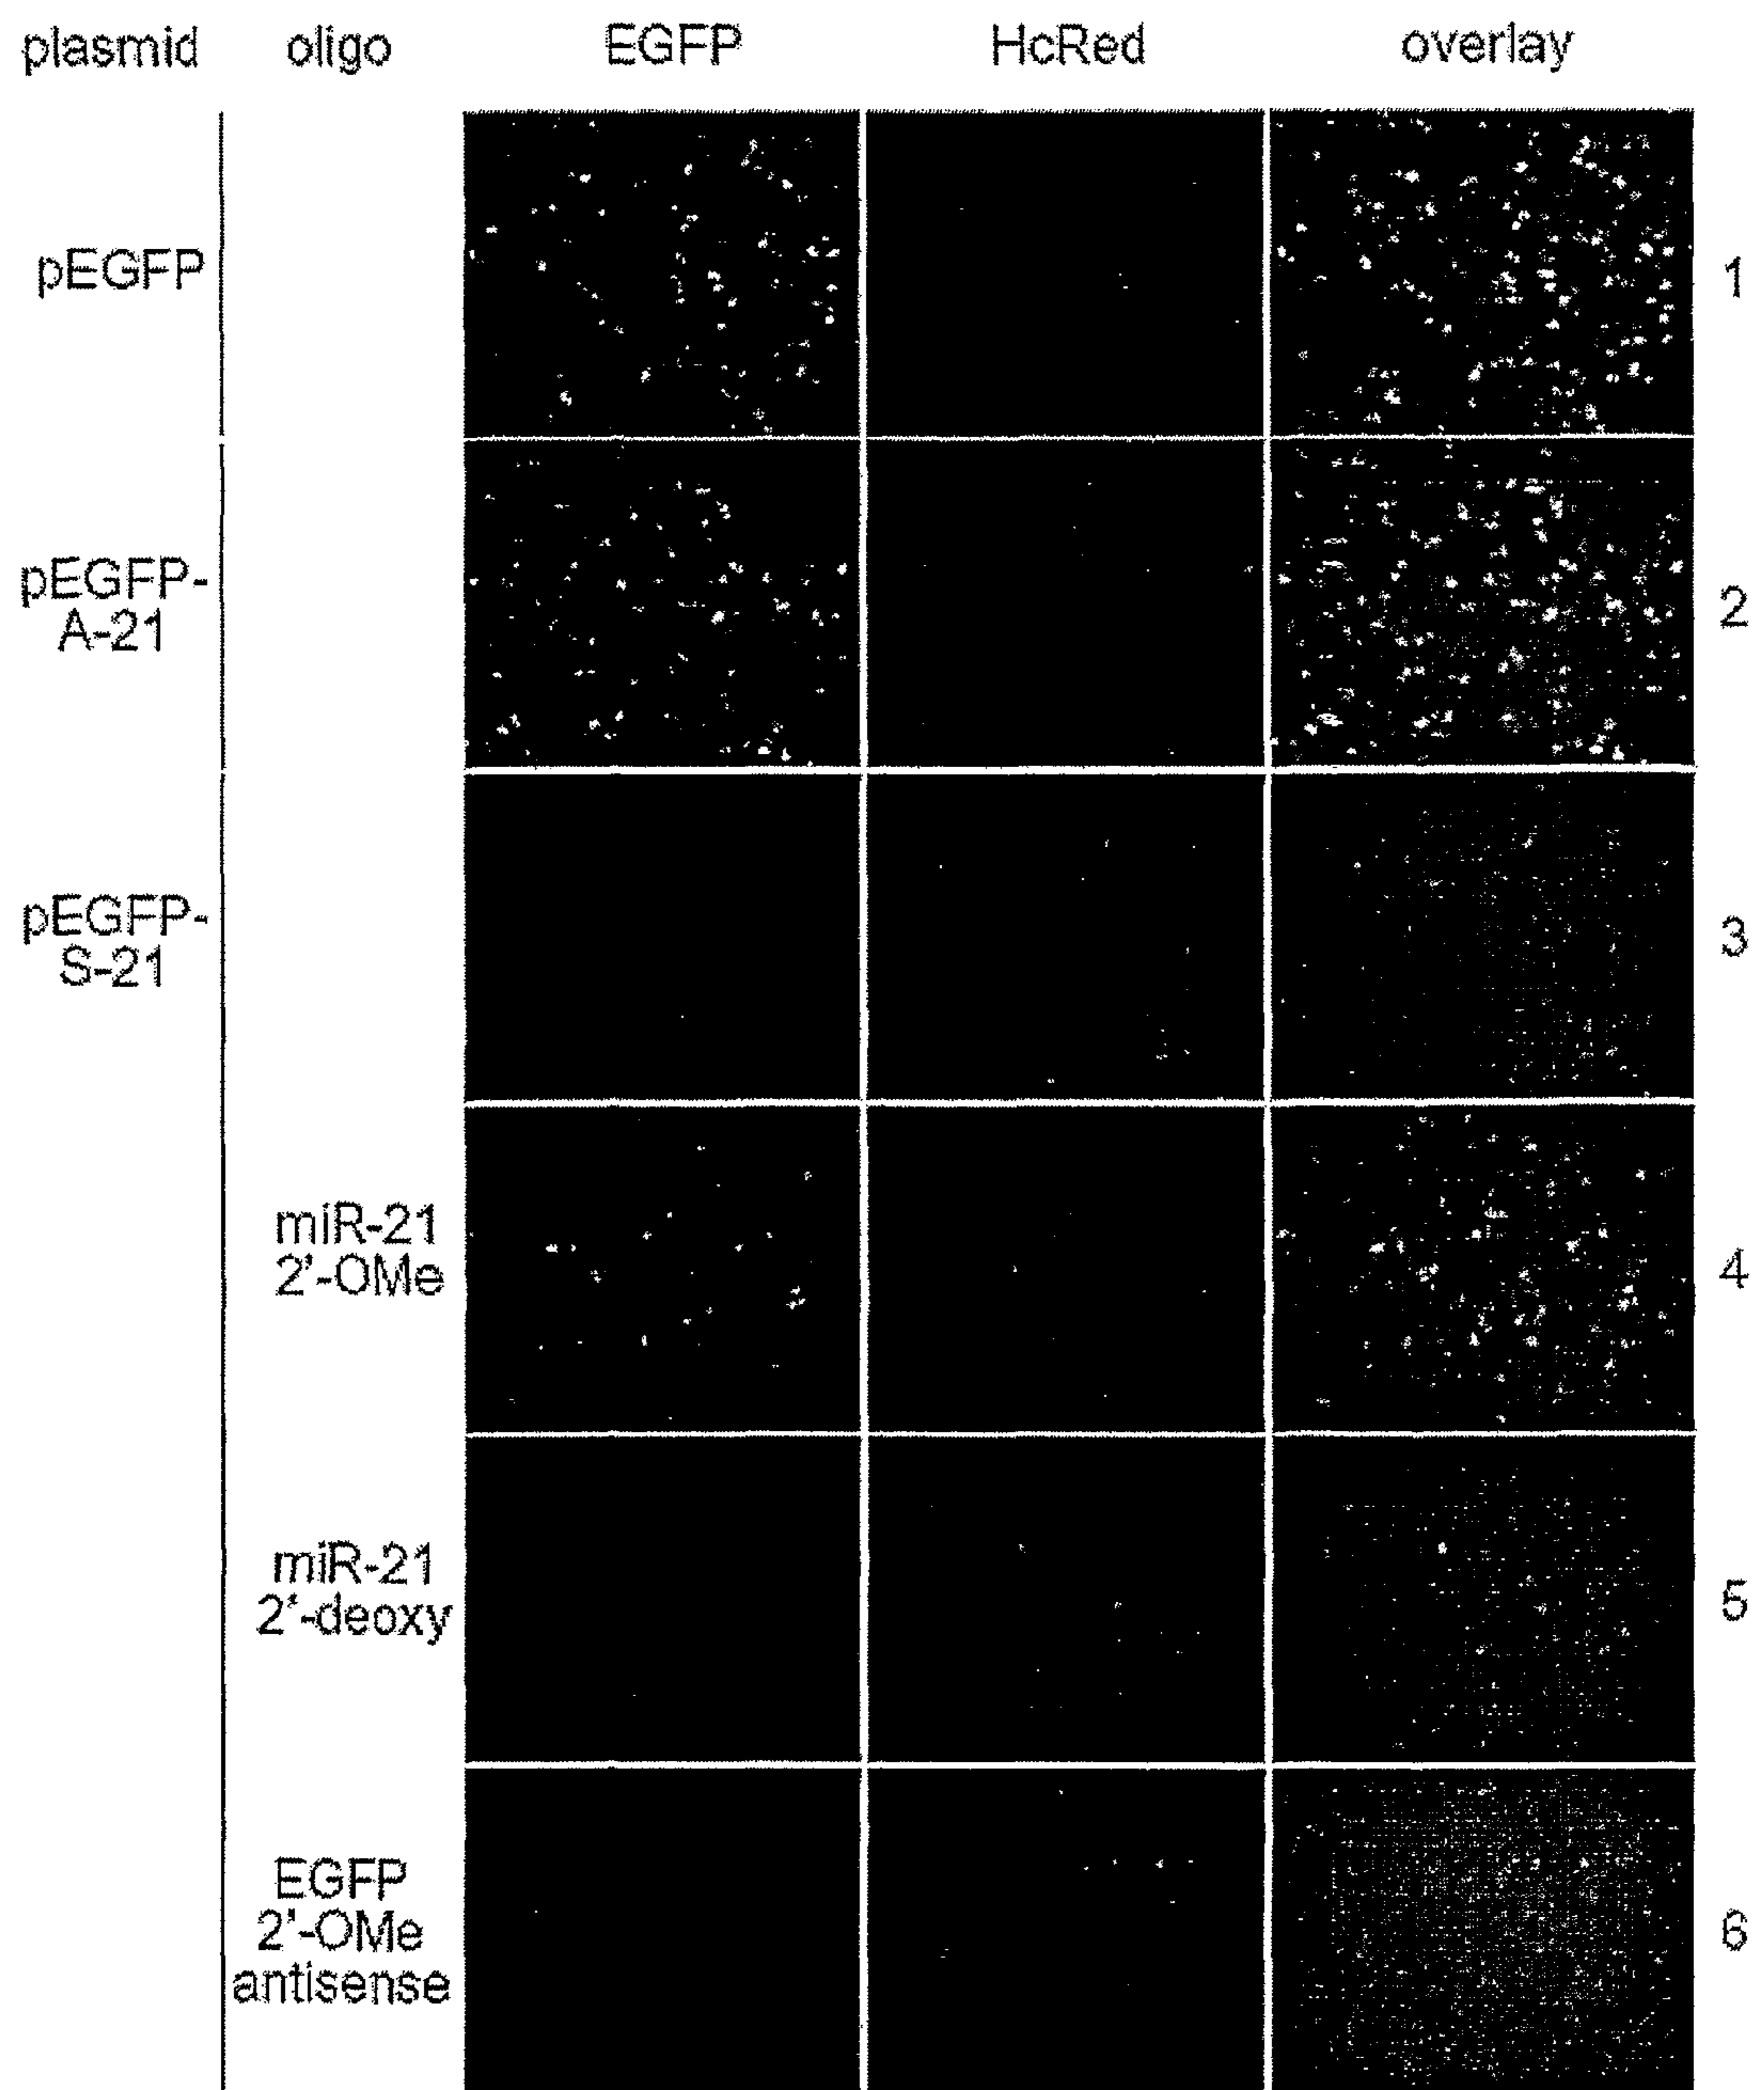 plasmid oligo EGFP HcRed overlay
pEGFP 1
pEGFP-
A-21
2
pEGFP-
S-21
3
miR-21
2'-OMe
4
miR-21
2'-deoxy
5
EGFP
2'-OMe
antisense
6